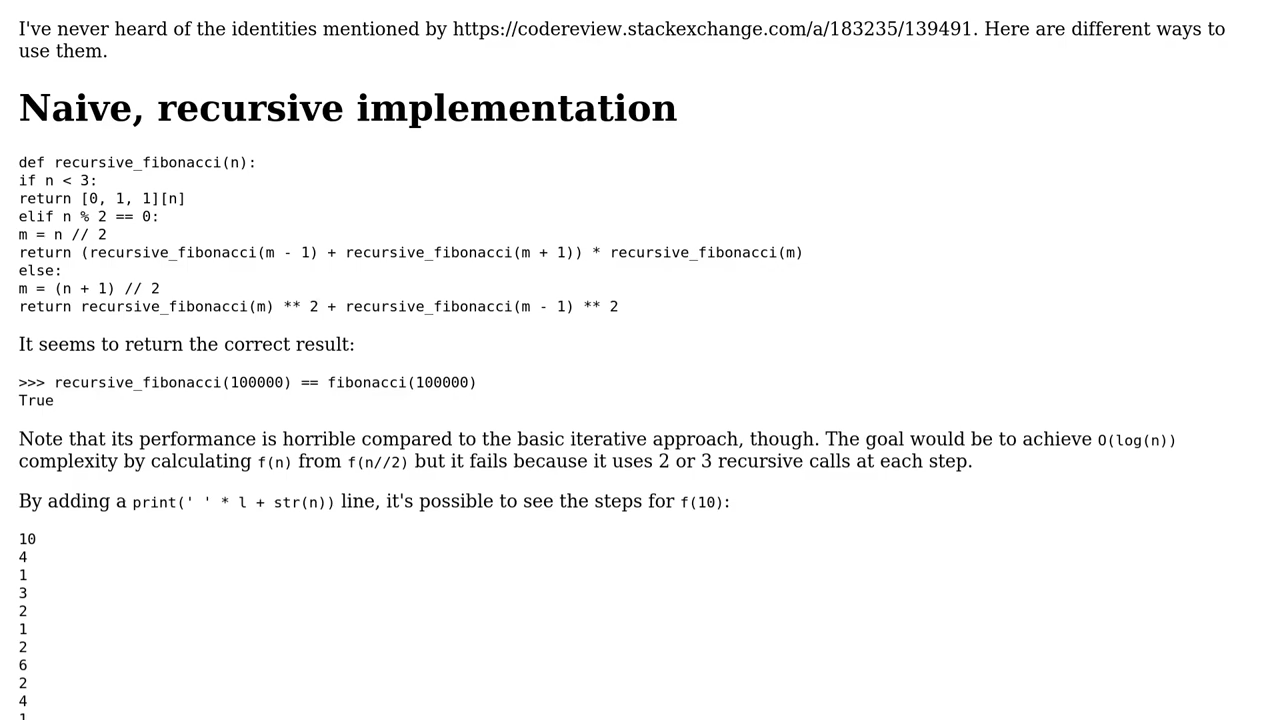 I've never heard of the identities mentioned by https://codereview.stackexchange.com/a/183235/139491. Here are different ways to
use them.
Naive, recursive implementation
def recursive_fibonacci(n):
if n < 3:
return [0, 1, 1][n]
elif n % 2 == 0:
m = n // 2
return (recursive_fibonacci(m - 1) + recursive_fibonacci(m + 1)) * recursive_fibonacci(m)
else:
m = (n + 1) // 2
return recursive_fibonacci(m) ** 2 + recursive_fibonacci(m - 1) ** 2
It seems to return the correct result:
>>> recursive_fibonacci(100000) == fibonacci(100000)
True
Note that its performance is horrible compared to the basic iterative approach, though. The goal would be to achieve O(log(n))
complexity by calculating f(n) from f(n//2) but it fails because it uses 2 or 3 recursive calls at each step.
By adding a print(' ' * l + str(n)) line, it's possible to see the steps for f(10):
10
4
1
3
2
1
2
6
2
4
1